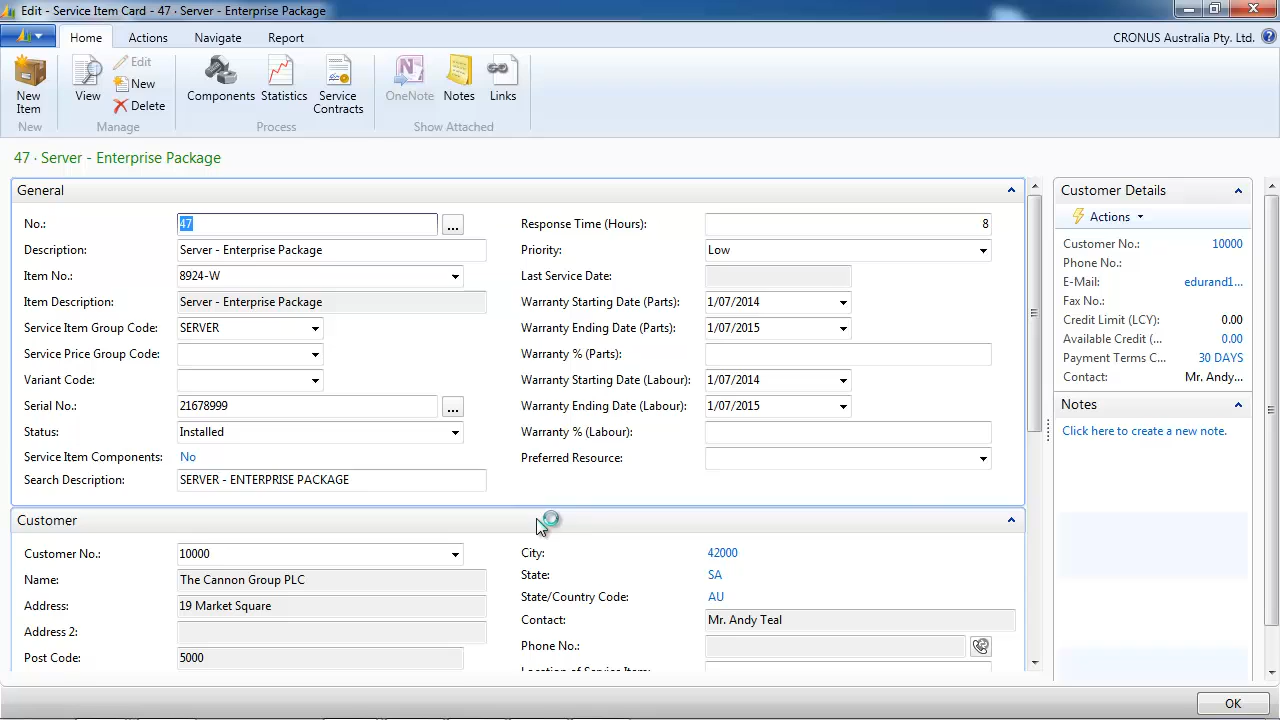 Edit - Service Item Card - 47 · Server - Enterprise Package
Home Actions Navigate Report
CRONUS Australia Pty. Ltd.
New Item
View
Edit
New
Delete
Components
Statistics
Service Contracts
OneNote
Notes
Links
New Manage Process Show Attached
47 · Server - Enterprise Package
General
No.: 47
Description: Server - Enterprise Package
Item No.: 8924-W
Item Description: Server - Enterprise Package
Service Item Group Code: SERVER
Service Price Group Code:
Variant Code:
Serial No.: 21678999
Status: Installed
Service Item Components: No
Search Description: SERVER - ENTERPRISE PACKAGE
Response Time (Hours): 8
Priority: Low
Last Service Date:
Warranty Starting Date (Parts): 1/07/2014
Warranty Ending Date (Parts): 1/07/2015
Warranty % (Parts):
Warranty Starting Date (Labour): 1/07/2014
Warranty Ending Date (Labour): 1/07/2015
Warranty % (Labour):
Preferred Resource:
Customer
Customer No.: 10000
Name: The Cannon Group PLC
Address: 19 Market Square
Address 2:
Post Code: 5000
City: 42000
State: SA
State/Country Code: AU
Contact: Mr. Andy Teal
Phone No.:
Location of Service Item:
Customer Details
Actions
Customer No.: 10000
Phone No.:
E-Mail: edurand1...
Fax No.:
Credit Limit (LCY): 0.00
Available Credit (... 0.00
Payment Terms C... 30 DAYS
Contact: Mr. Andy...
Notes
Click here to create a new note.
OK